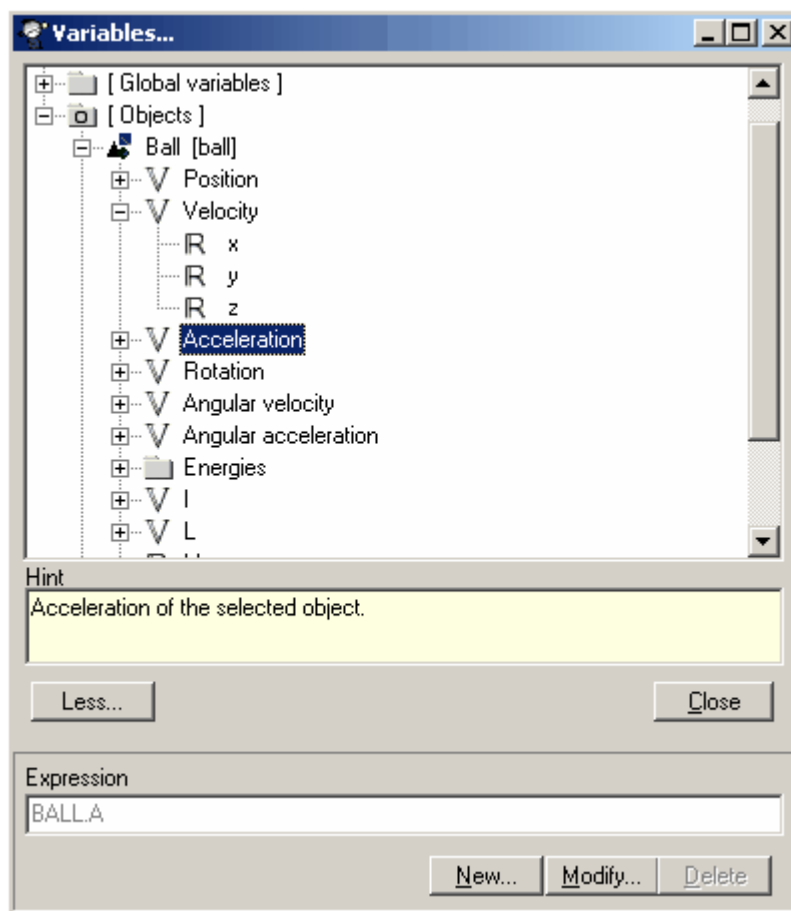 Variables...
[ Global variables ]
[ Objects ]
Ball [ball]
V Position
V Velocity
R x
R y
R z
V Acceleration
V Rotation
V Angular velocity
V Angular acceleration
Energies
V I
V L
Hint
Acceleration of the selected object.
Less... Close
Expression
BALL.A
New... Modify... Delete